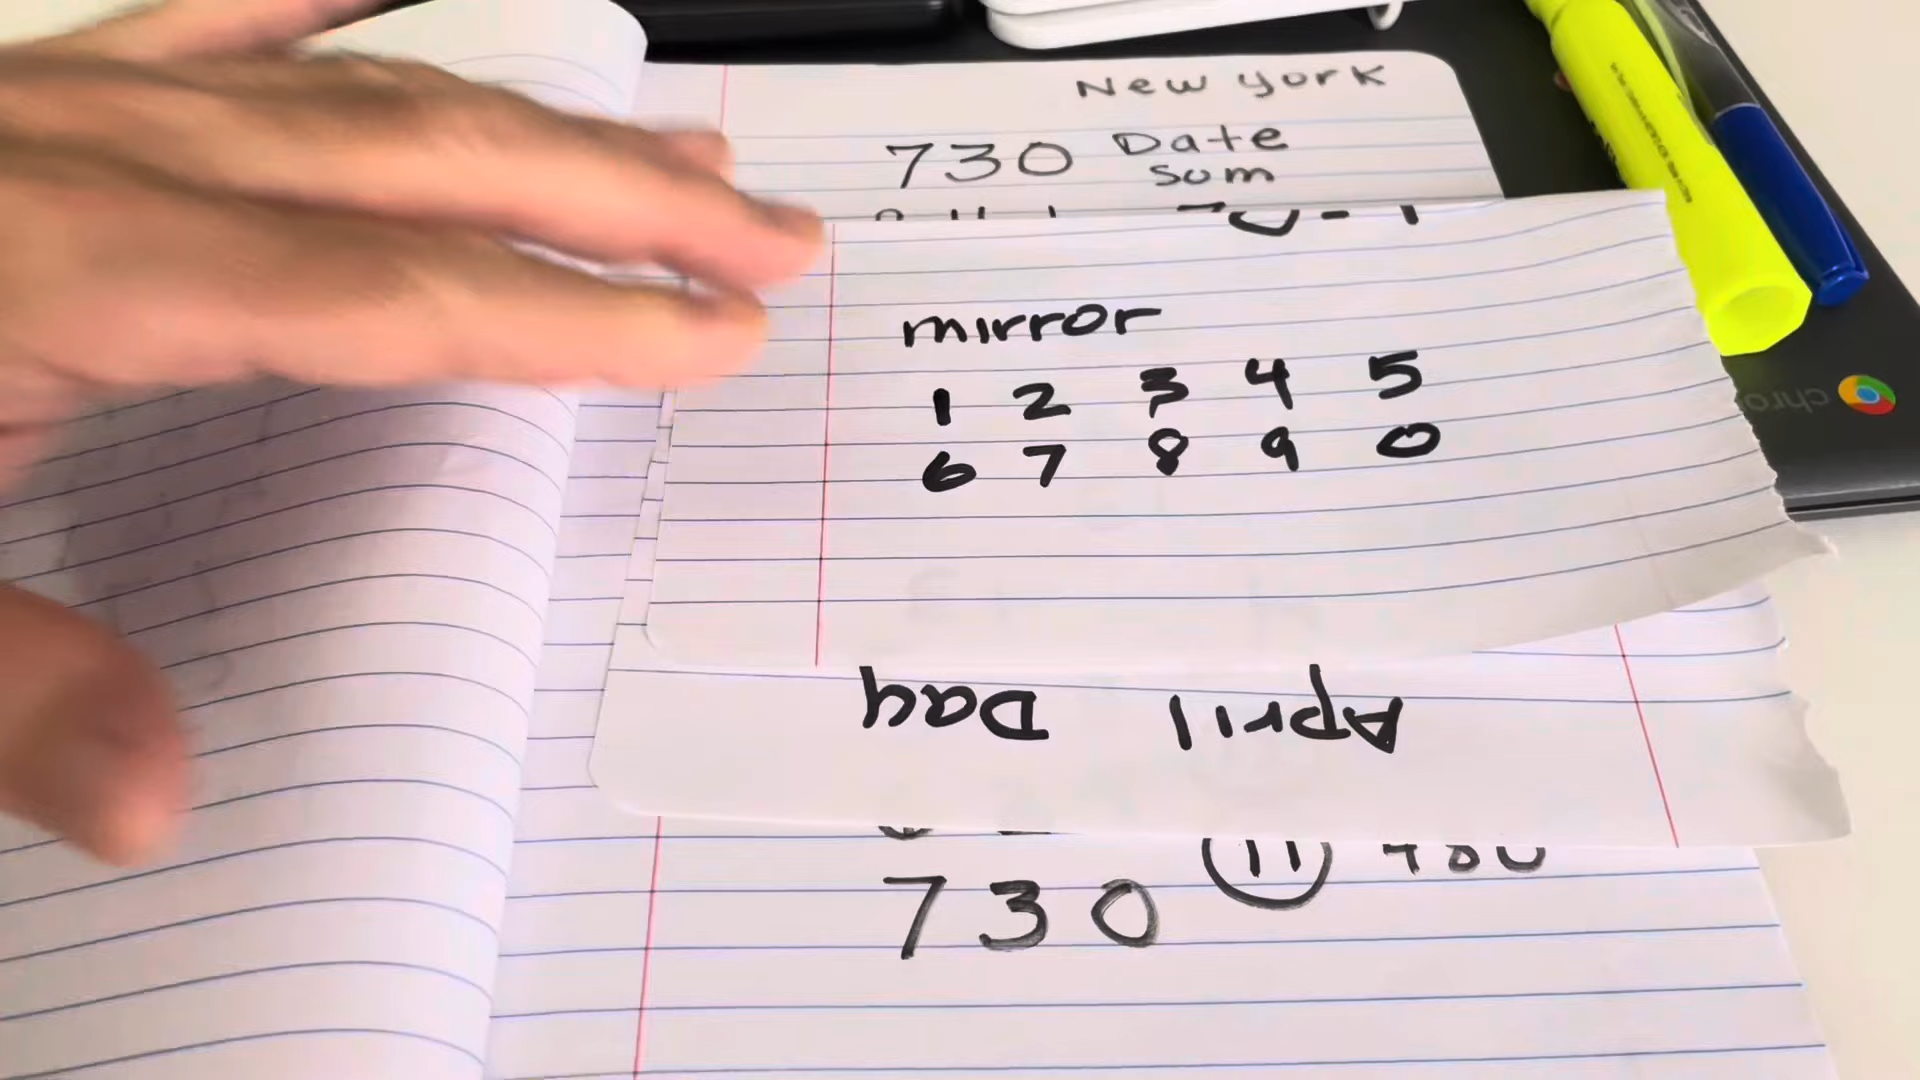 New York
730 Date
Sum
mirror
1 2 3 4 5
6 7 8 9 0
April Day
11
730